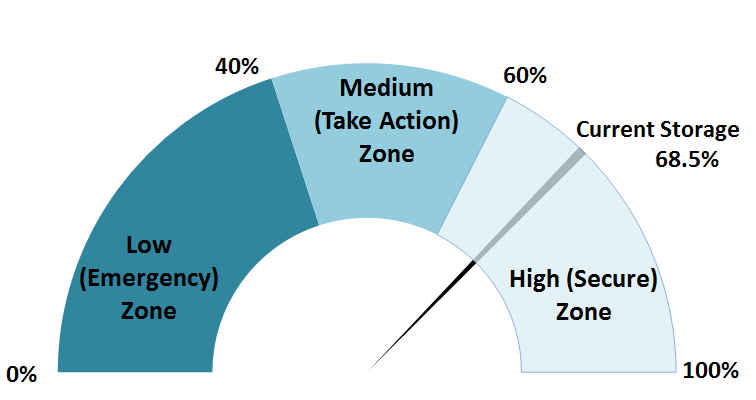 40%
Medium
(Take Action)
Zone
60%
Current Storage
68.5%
Low
(Emergency)
Zone
High (Secure)
Zone
0%
100%